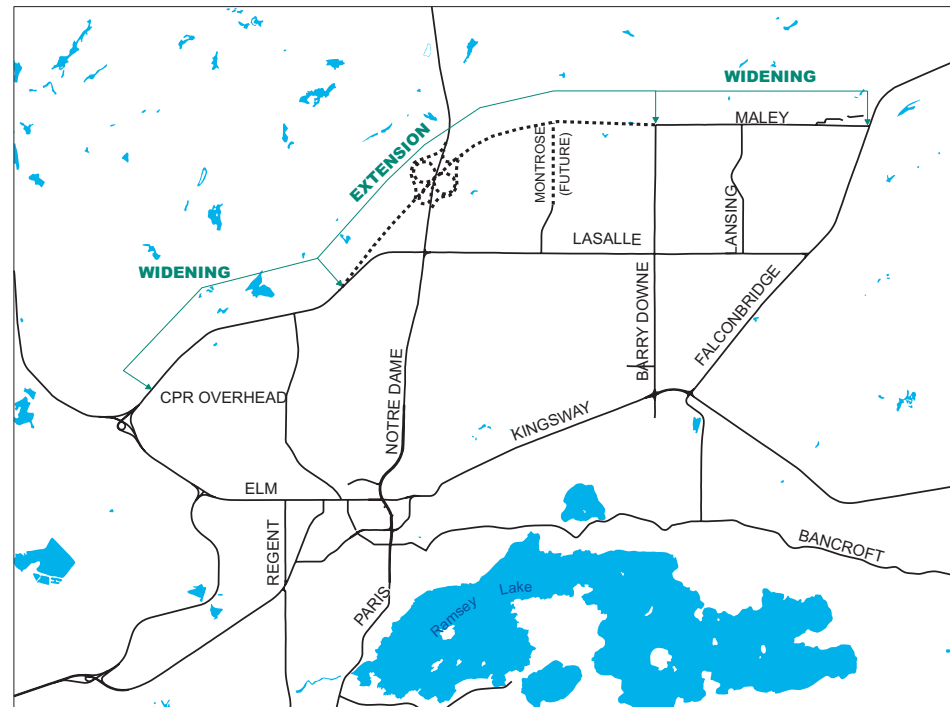 WIDENING
MALEY
EXTENSION
MONTROSE
(FUTURE)
LANSING
LASALLE
WIDENING
BARRY DOWNE
FALCONBRIDGE
CPR OVERHEAD
NOTRE DAME
KINGSWAY
ELM
REGENT
BANCROFT
PARIS
Ramsey Lake